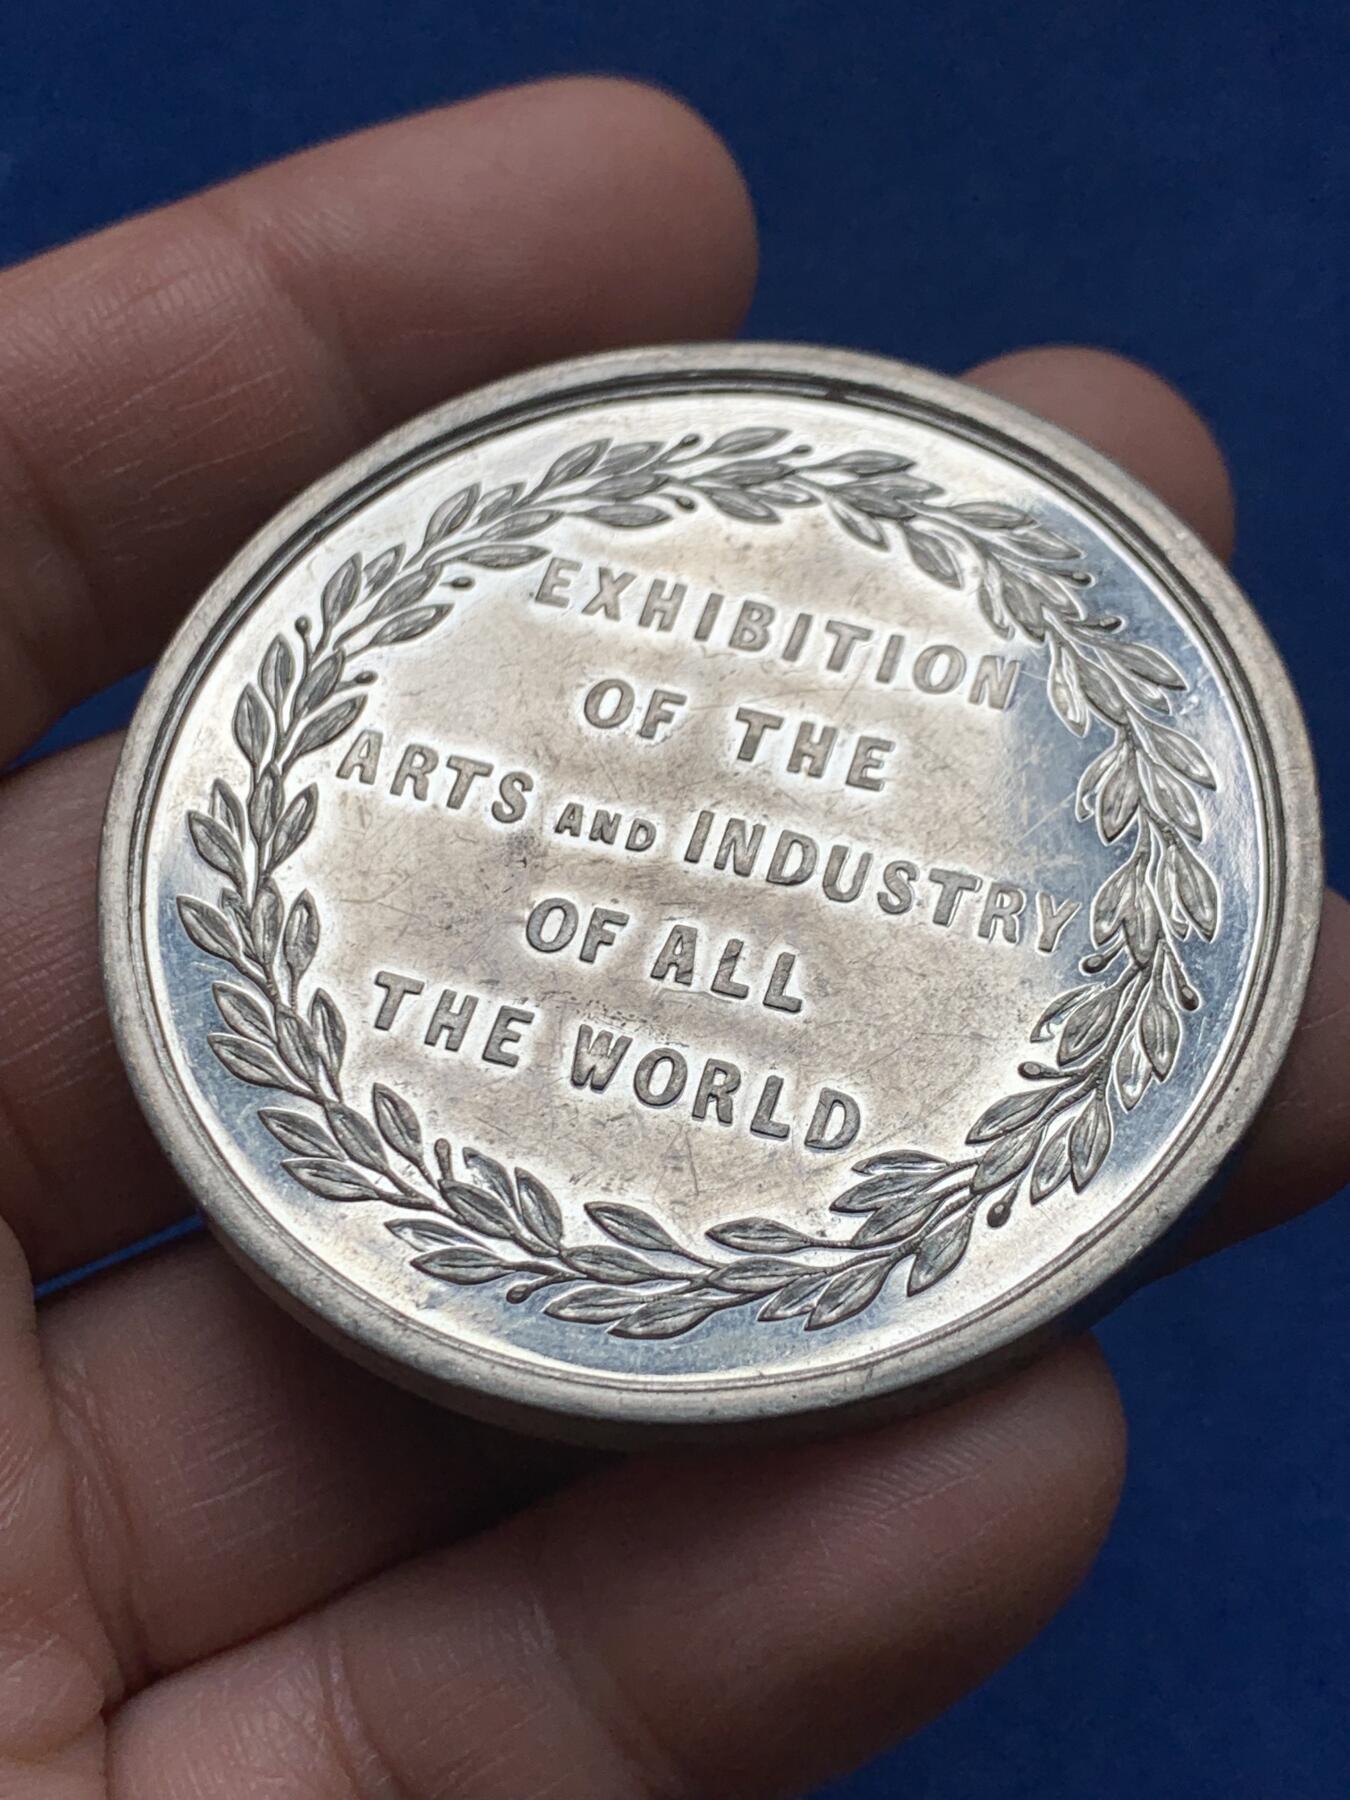 EXHIBITION
OF THE
ARTS AND INDUSTRY
OF ALL
THE WORLD